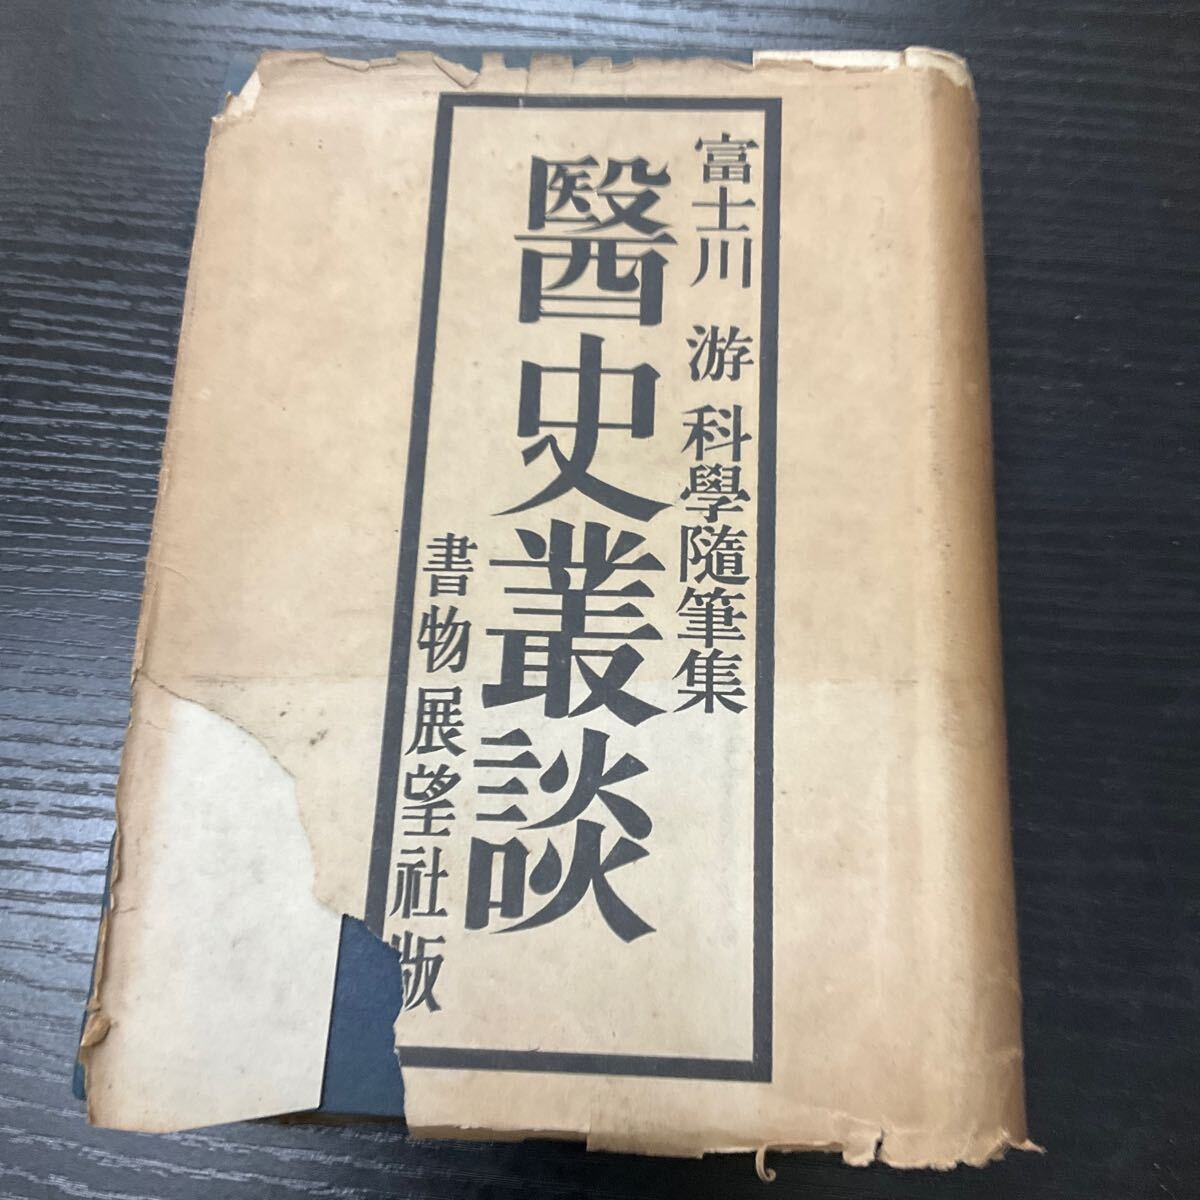 富士川 游 科學隨筆集
醫史叢談
書物展望社版